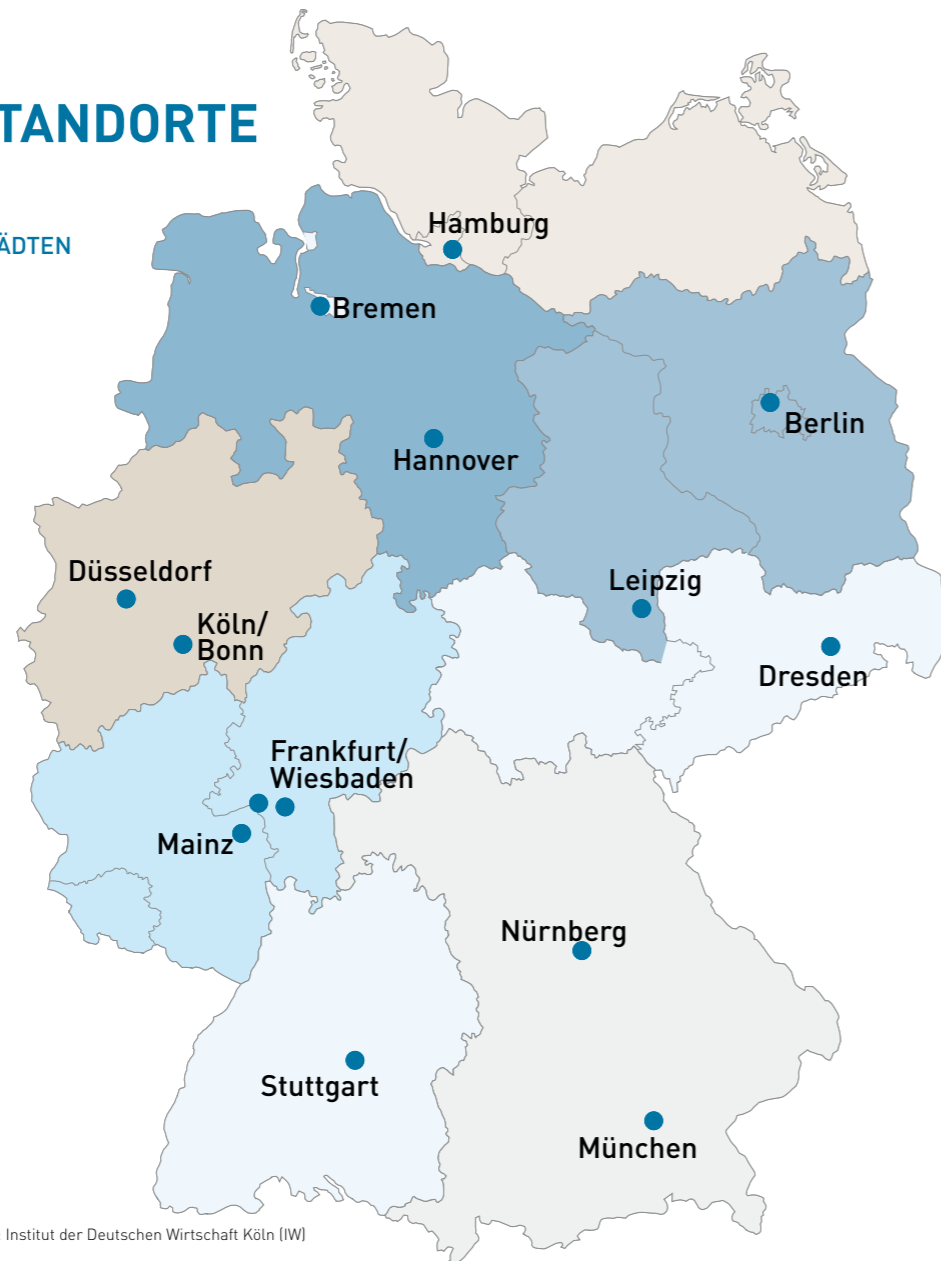 TANDORTE
ÄDTEN
Hamburg
Bremen
Berlin
Hannover
Düsseldorf
Leipzig
Köln/
Bonn
Dresden
Frankfurt/
Wiesbaden
Mainz
Nürnberg
Stuttgart
München
: Institut der Deutschen Wirtschaft Köln (IW)